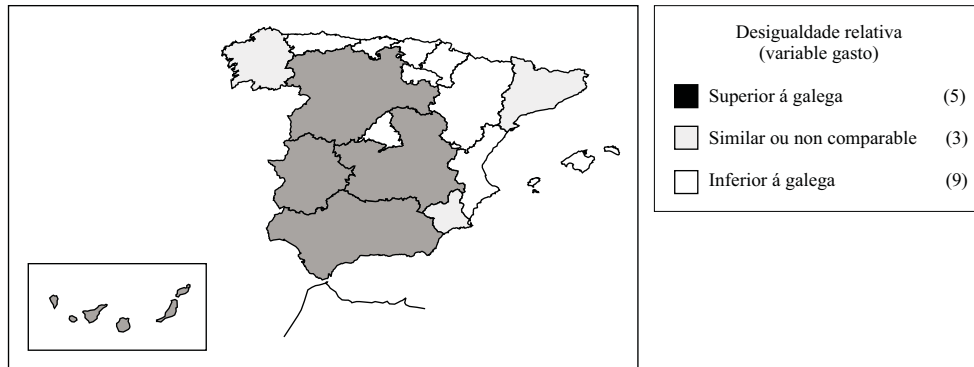 Desigualdade relativa
(variable gasto)
Superior á galega (5)
Similar ou non comparable (3)
Inferior á galega (9)